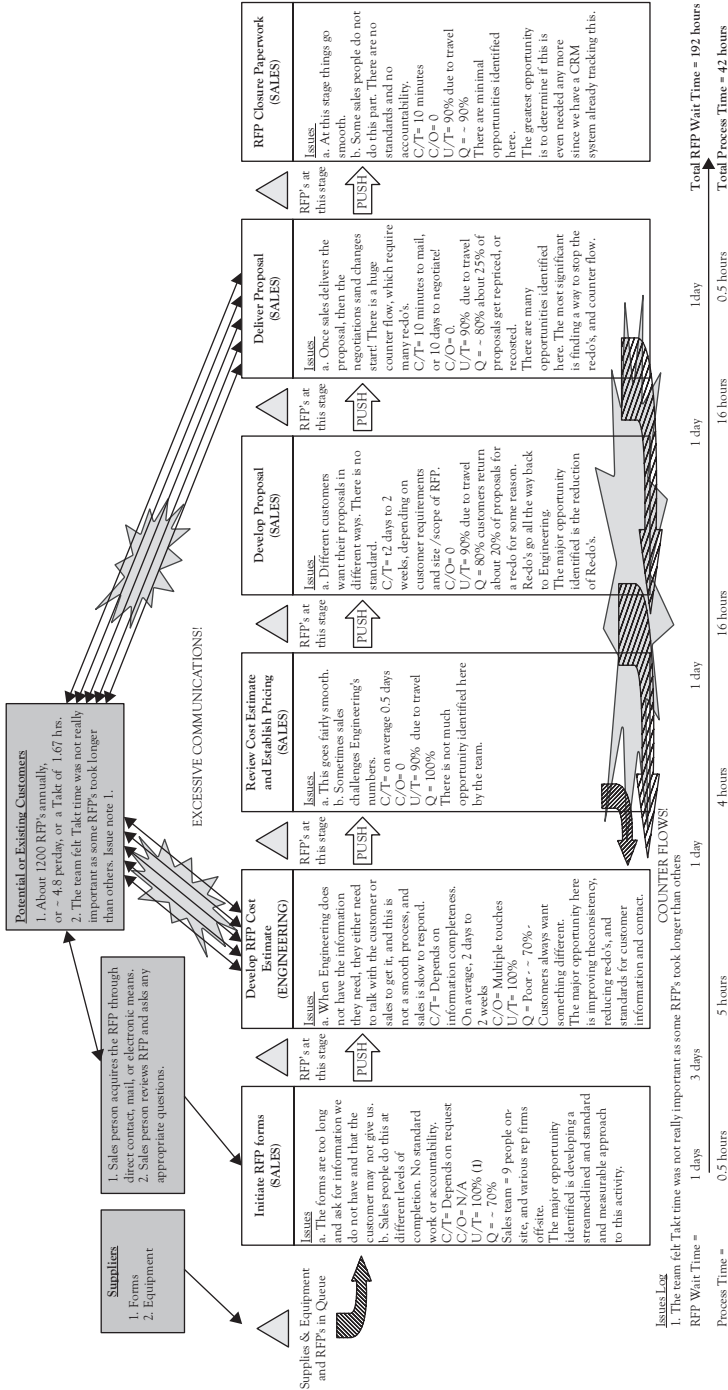 Suppliers
1. Forms
2. Equipment
1. Sales person acquires the RFP through
direct contact, mail, or electronic means.
2. Sales person reviews RFP and asks any
appropriate questions.
Potential or Existing Customers
1. About 1200 RFP's annually,
or ~ 4.8 perday, or a Takt of 1.67 hrs.
2. The team felt Takt time was not really
important as some RFP's took longer
than others. Issue note 1.
EXCESSIVE COMMUNICATIONS!
Supplies & Equipment
and RFP's in Queue
Initiate RFP forms
(SALES)
Issues
a. The forms are too long
and ask for information we
do not have and that the
customer may not give us.
b. Sales people do this at
different levels of
completion. No standard
work or accountability.
C/T= Depends on request
C/O= N/A
U/T= 100% (1)
Q = ~ 70%
Sales team = 9 people on-
site, and various rep firms
off-site.
The major opportunity
identified is developing a
streamed-lined and standard
and measurable approach
to this activity.
RFP's at
this stage
PUSH
Develop RFP Cost
Estimate
(ENGINEERING)
Issues
a. When Engineering does
not have the information
they need, they either need
to talk with the customer or
sales to get it, and this is
not a smooth process, and
sales is slow to respond.
C/T= Depends on
information completeness.
On average, 2 days to
2 weeks
C/O= Multiple touches
U/T= 100%
Q = Poor - ~ 70%-
Customers always want
something different.
The major opportunity here
is improving theconsistency,
reducing re-do's, and
standards for customer
information and contact.
RFP's at
this stage
PUSH
Review Cost Estimate
and Establish Pricing
(SALES)
Issues
a. This goes fairly smooth.
b. Sometimes sales
challenges Engineering's
numbers.
C/T= on average 0.5 days
C/O= 0
U/T= 90% due to travel
Q = 100%
There is not much
opportunity identified here
by the team.
RFP's at
this stage
PUSH
Develop Proposal
(SALES)
Issues
a. Different customers
want their proposals in
different ways. There is no
standard.
C/T= t2 days to 2
weeks, depending on
customer requirements
and size /scope of RFP.
C/O= 0
U/T= 90% due to travel
Q = 80% customers return
about 20% of proposals for
a re-do for some reason.
Re-do's go all the way back
to Engineering.
The major opportunity
identified is the reduction
of Re-do's.
RFP's at
this stage
PUSH
Deliver Proposal
(SALES)
Issues
a. Once sales delivers the
proposal, then the
negotiations sand changes
start! There is a huge
counter flow, which require
many re-do's.
C/T= 10 minutes to mail,
or 10 days to negotiate!
C/O= 0.
U/T= 90% due to travel
Q = ~ 80% about 25% of
proposals get re-priced, or
recosted.
There are many
opportunities identified
here. The most significant
is finding a way to stop the
re-do's, and counter flow.
RFP's at
this stage
PUSH
RFP Closure Paperwork
(SALES)
Issues
a. At this stage things go
smooth.
b. Some sales people do not
do this part. There are no
standards and no
accountability.
C/T= 10 minutes
C/O= 0
U/T= 90% due to travel
Q = ~ 90%
There are minimal
opportunities identified
here.
The greatest opportunity
is to determine if this is
even needed any more
since we have a CRM
system already tracking this.
COUNTER FLOWS!
Issues Log
1. The team felt Takt time was not really important as some RFP's took longer than others
RFP Wait Time = 1 days 3 days 1 day 1 day 1 day 1day Total RFP Wait Time = 192 hours
Process Time = 0.5 hours 5 hours 4 hours 16 hours 16 hours 0.5 hours Total Process Time = 42 hours